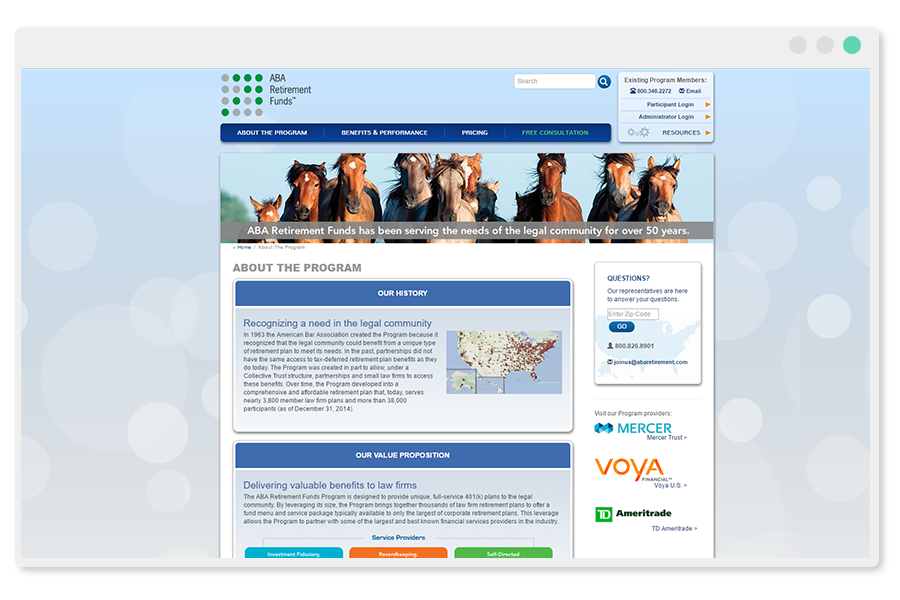 ABA
Retirement
Funds™
Search
Existing Program Members:
800.348.2272 Email
Participant Login
Administrator Login
RESOURCES
ABOUT THE PROGRAM BENEFITS & PERFORMANCE PRICING FREE CONSULTATION
ABA Retirement Funds has been serving the needs of the legal community for over 50 years.
Home / About The Program
ABOUT THE PROGRAM
OUR HISTORY
Recognizing a need in the legal community
In 1963 the American Bar Association created the Program because it
recognized that the legal community could benefit from a unique type
of retirement plan to meet its needs. In the past, partnerships did not
have the same access to tax-deferred retirement plan benefits as they
do today. The Program was created in part to allow, under a
Collective Trust structure, partnerships and small law firms to access
these benefits. Over time, the Program developed into a
comprehensive and affordable retirement plan that, today, serves
nearly 3,800 member law firm plans and more than 38,000
participants (as of December 31, 2014).
OUR VALUE PROPOSITION
Delivering valuable benefits to law firms
The ABA Retirement Funds Program is designed to provide unique, full-service 401(k) plans to the legal
community. By leveraging its size, the Program brings together thousands of law firm retirement plans to offer a
fund menu and service package typically available to only the largest of corporate retirement plans. This leverage
allows the Program to partner with some of the largest and best known financial services providers in the industry.
Service Providers
Investment Fiduciary, Recordkeeping, Self-Directed
QUESTIONS?
Our representatives are here
to answer your questions.
Enter Zip Code
GO
800.826.8901
joinus@abaretirement.com
Visit our Program providers:
MERCER
Mercer Trust >
VOYA
FINANCIAL™
Voya U.S. >
TD Ameritrade
TD Ameritrade >